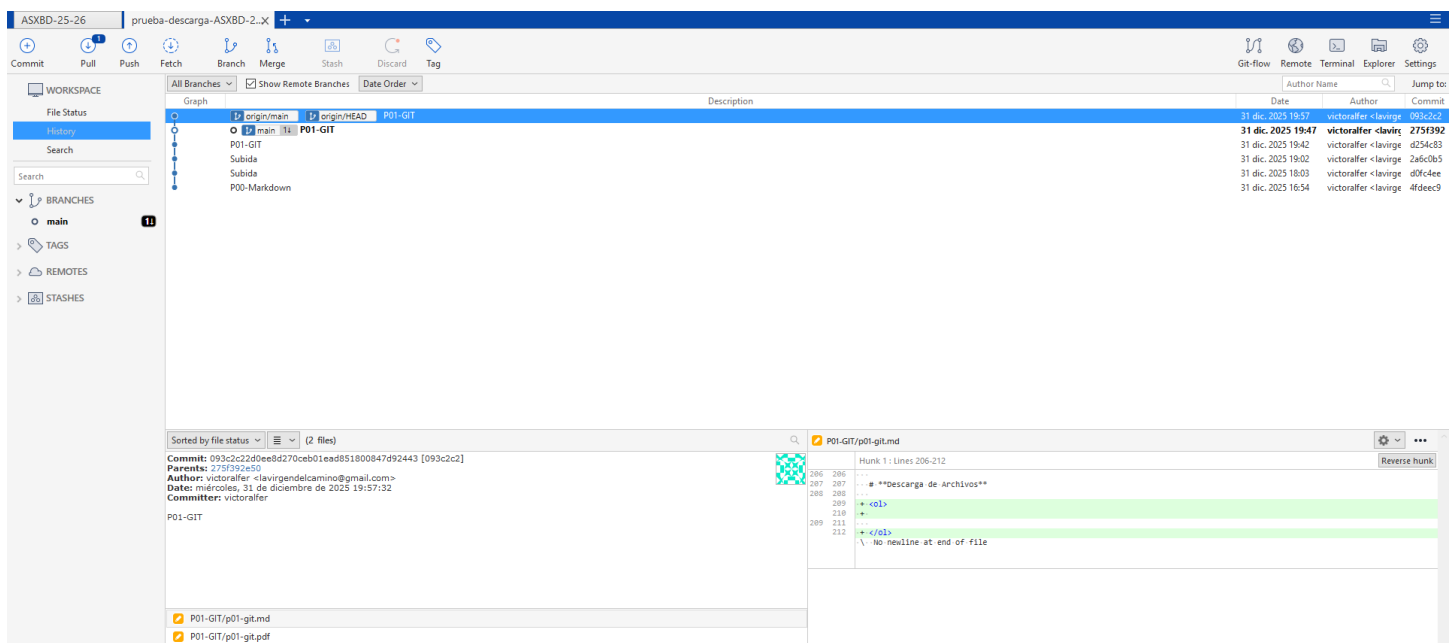 ASXBD-25-26 prueba-descarga-ASXBD-2..X + 
1
Commit Pull Push Fetch Branch Merge Stash Discard Tag Git-flow Remote Terminal Explorer Settings
WORKSPACE
File Status
History
Search
Search
BRANCHES
main 1↓
TAGS
REMOTES
STASHES
All Branches Show Remote Branches Date Order Author Name Jump to:
Graph Description Date Author Commit
origin/main origin/HEAD P01-GIT 31 dic. 2025 19:57 victoralfer <lavirge 093c2c2
main 1↓ P01-GIT 31 dic. 2025 19:47 victoralfer <lavirg 275f392
P01-GIT 31 dic. 2025 19:42 victoralfer <lavirge d254c83
Subida 31 dic. 2025 19:02 victoralfer <lavirge 2a6c0b5
Subida 31 dic. 2025 18:03 victoralfer <lavirge d0fc4ee
P00-Markdown 31 dic. 2025 16:54 victoralfer <lavirge 4fdeec9
Sorted by file status (2 files)
Commit: 093c2c22d0ee8d270ceb01ead851800847d92443 [093c2c2]
Parents: 275f392e50
Author: victoralfer <lavirgendelcamino@gmail.com>
Date: miércoles, 31 de diciembre de 2025 19:57:32
Committer: victoralfer
P01-GIT
P01-GIT/p01-git.md
P01-GIT/p01-git.pdf
P01-GIT/p01-git.md
Hunk 1 : Lines 206-212 Reverse hunk
206 206
207 207 # **Descarga de Archivos**
208 208
209 + <ol>
210 +
209 211
212 + </ol>
\ No newline at end of file